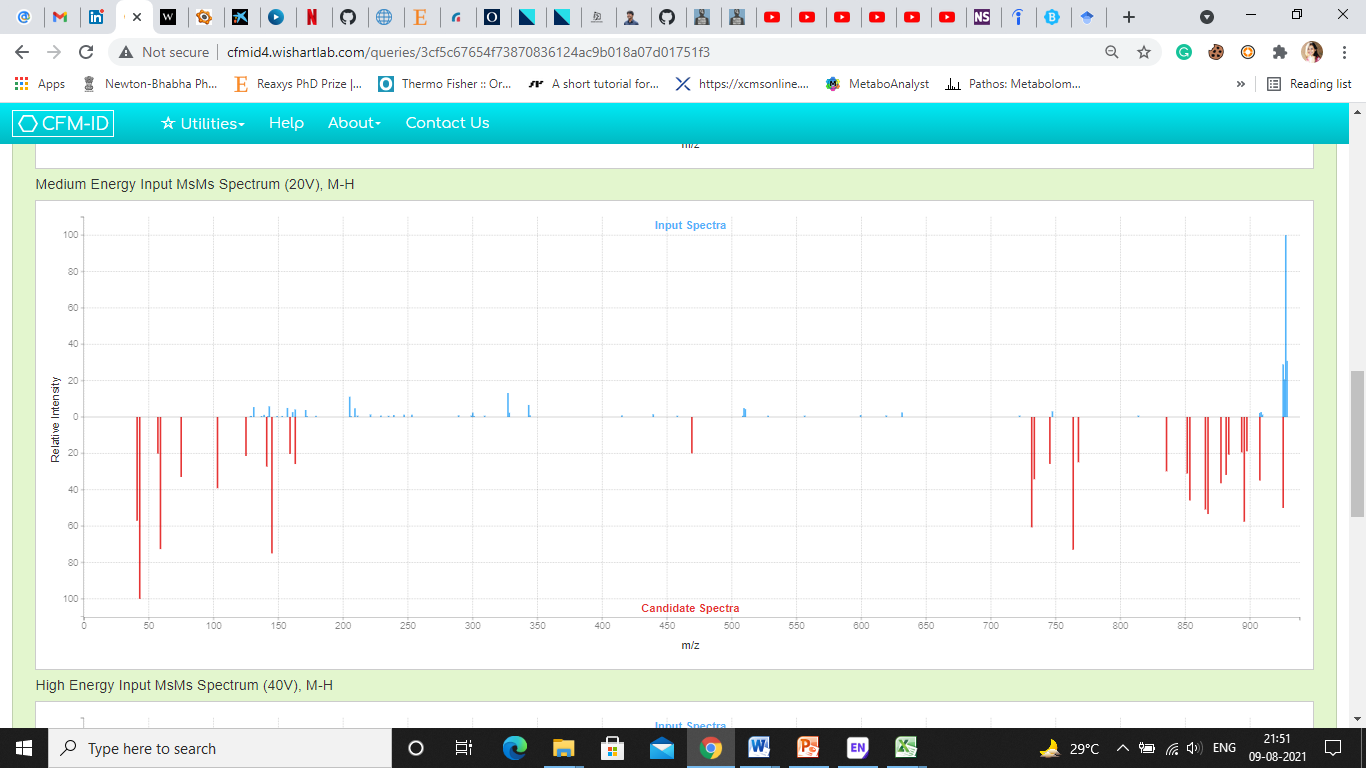 Not secure | cfmid4.wishartlab.com/queries/3cf5c67654f73870836124ac9b018a07d01751f3
Apps Newton-Bhabha Ph... Reaxys PhD Prize |... Thermo Fisher :: Or... A short tutorial for... https://xcmsonline.... MetaboAnalyst Pathos: Metabolom... » Reading list
CFM-ID Utilities Help About Contact Us
m/z
Medium Energy Input MsMs Spectrum (20V), M-H
Input Spectra
100
80
60
40
20
0
20
40
60
80
100
Relative Intensity
Candidate Spectra
0 50 100 150 200 250 300 350 400 450 500 550 600 650 700 750 800 850 900
m/z
High Energy Input MsMs Spectrum (40V), M-H
Input Spectra
Type here to search
29°C ENG 21:51
09-08-2021